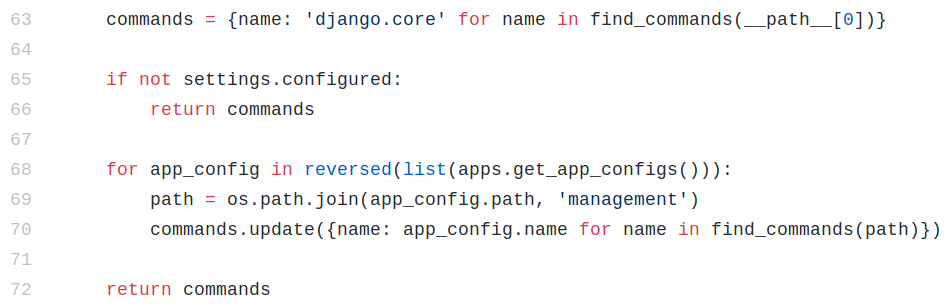 63 commands = {name: 'django.core' for name in find_commands(__path__[0])}
64
65 if not settings.configured:
66 return commands
67
68 for app_config in reversed(list(apps.get_app_configs())):
69 path = os.path.join(app_config.path, 'management')
70 commands.update({name: app_config.name for name in find_commands(path)})
71
72 return commands